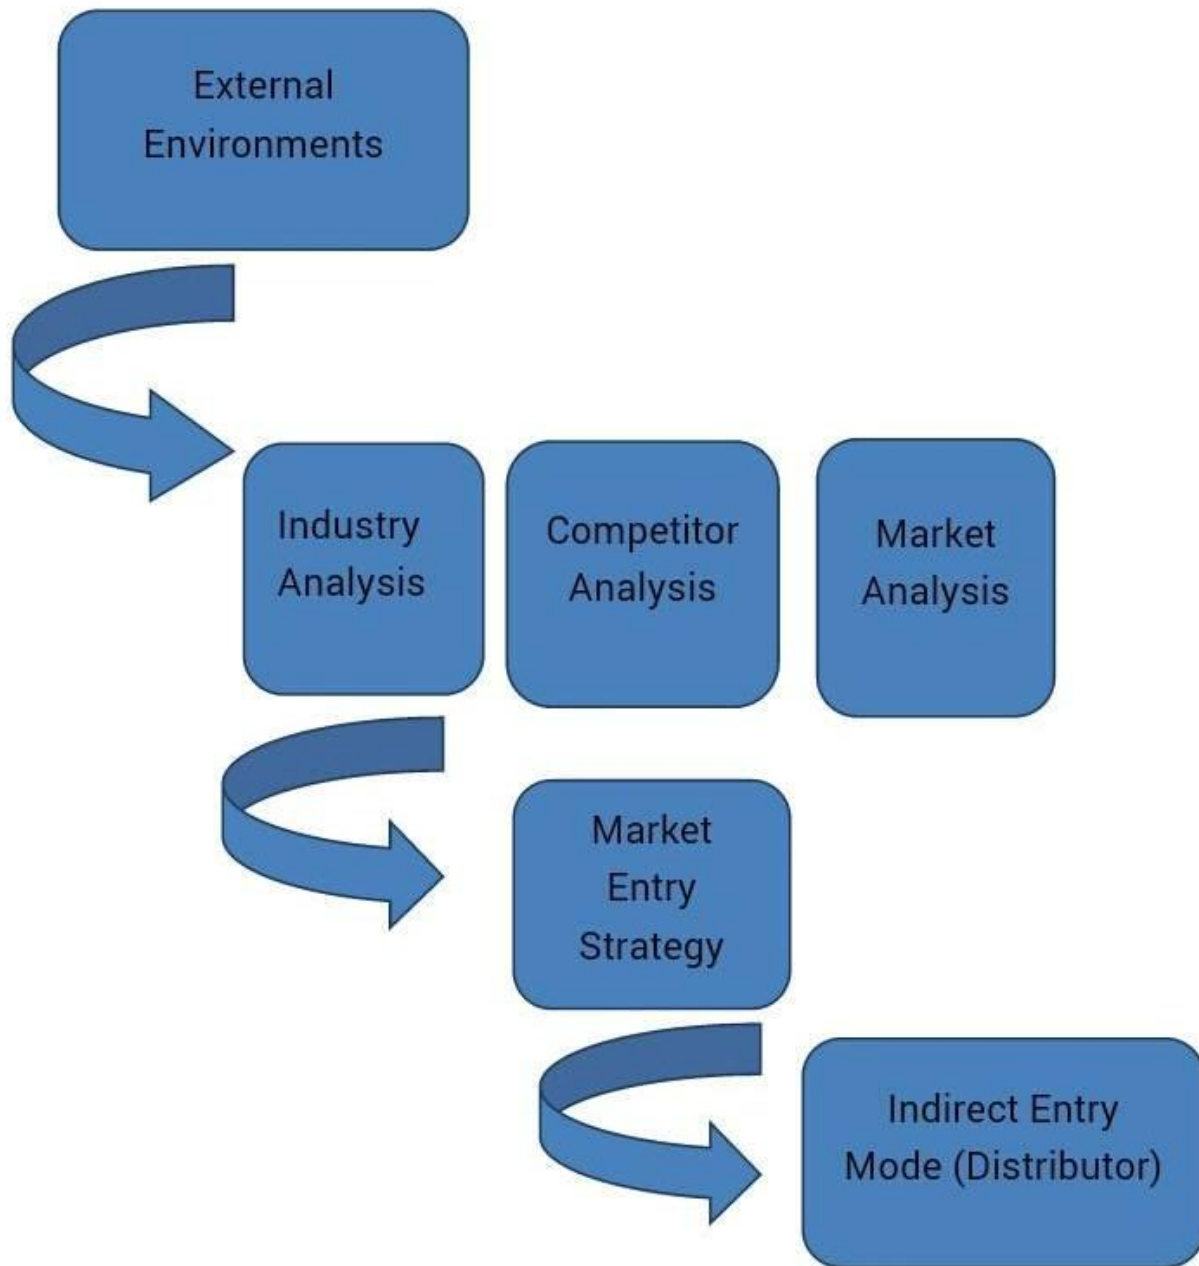 External
Environments
Industry
Analysis
Competitor
Analysis
Market
Analysis
Market
Entry
Strategy
Indirect Entry
Mode (Distributor)